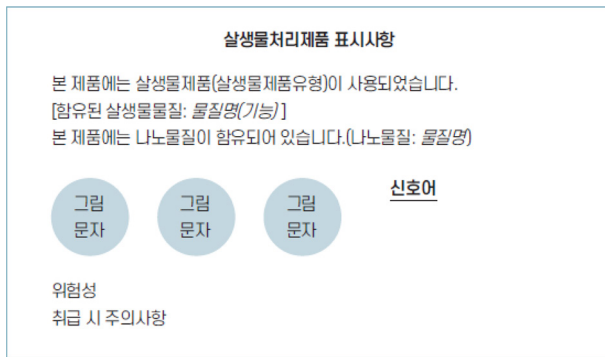 살생물처리제품 표시사항
본 제품에는 살생물제품(살생물제품유형)이 사용되었습니다.
[함유된 살생물물질: 물질명(기능) ]
본 제품에는 나노물질이 함유되어 있습니다.(나노물질: 물질명)
그림 문자
그림 문자
그림 문자
신호어
위험성
취급 시 주의사항